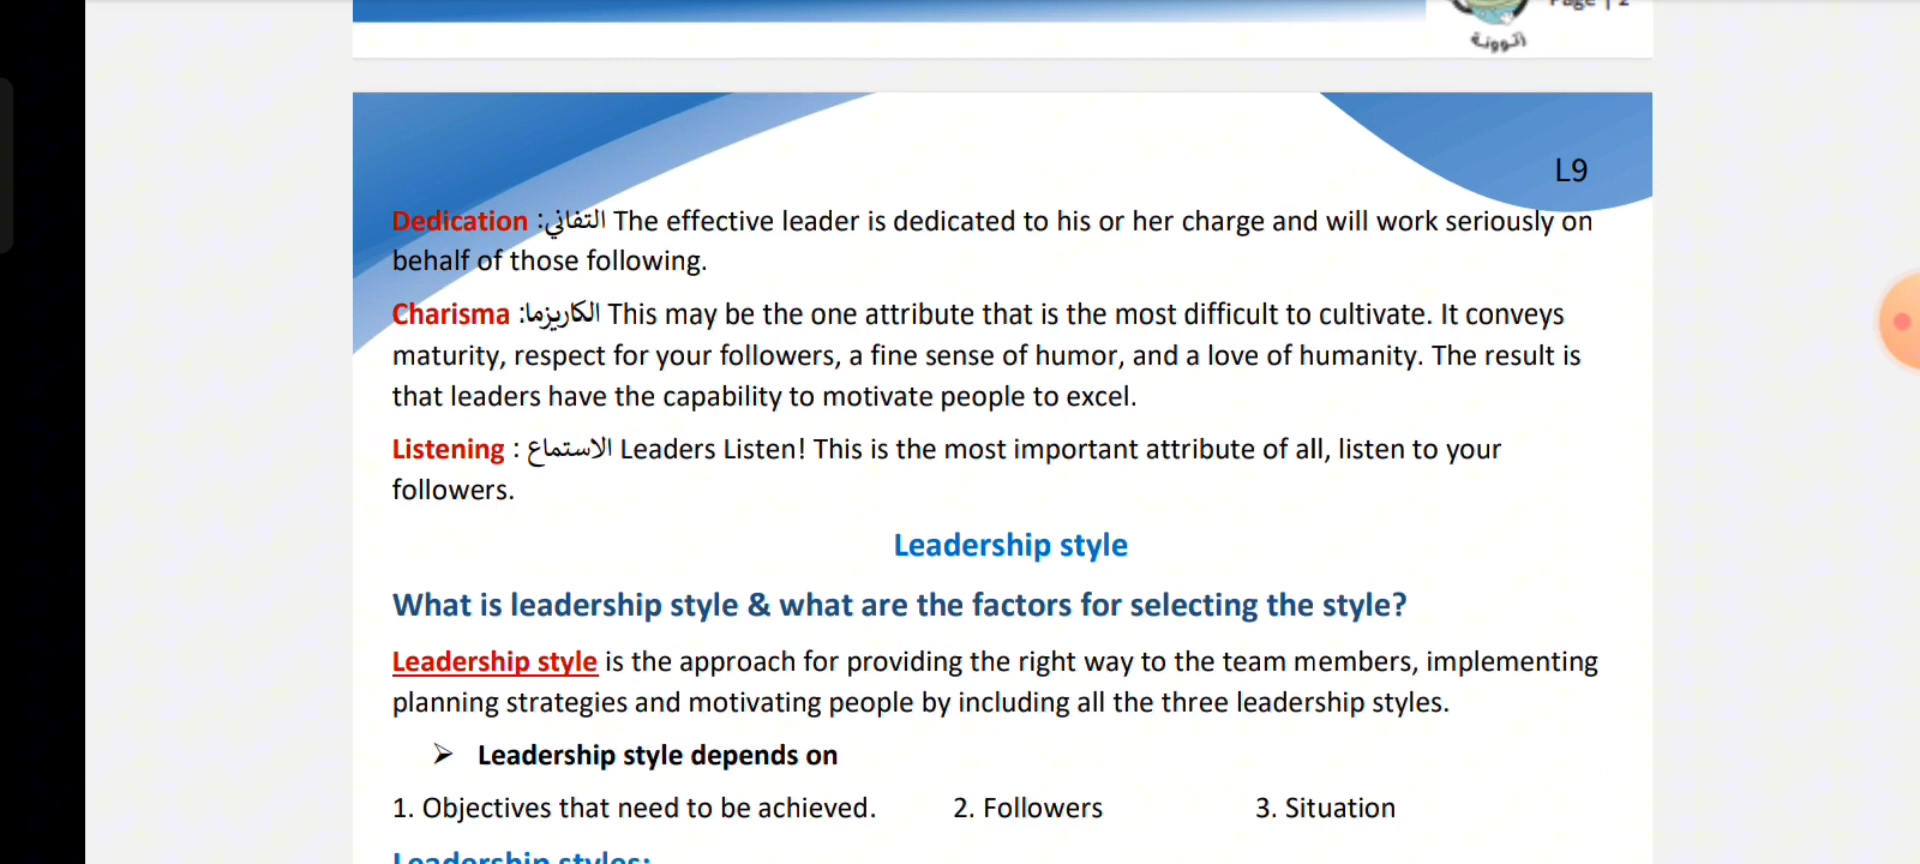 Page | 2
L9
Dedication :التفاني The effective leader is dedicated to his or her charge and will work seriously on
behalf of those following.
Charisma :الكاريزما This may be the one attribute that is the most difficult to cultivate. It conveys
maturity, respect for your followers, a fine sense of humor, and a love of humanity. The result is
that leaders have the capability to motivate people to excel.
Listening : الاستماع Leaders Listen! This is the most important attribute of all, listen to your
followers.
Leadership style
What is leadership style & what are the factors for selecting the style?
Leadership style is the approach for providing the right way to the team members, implementing
planning strategies and motivating people by including all the three leadership styles.
➢ Leadership style depends on
1. Objectives that need to be achieved. 2. Followers 3. Situation
Leadership styles: